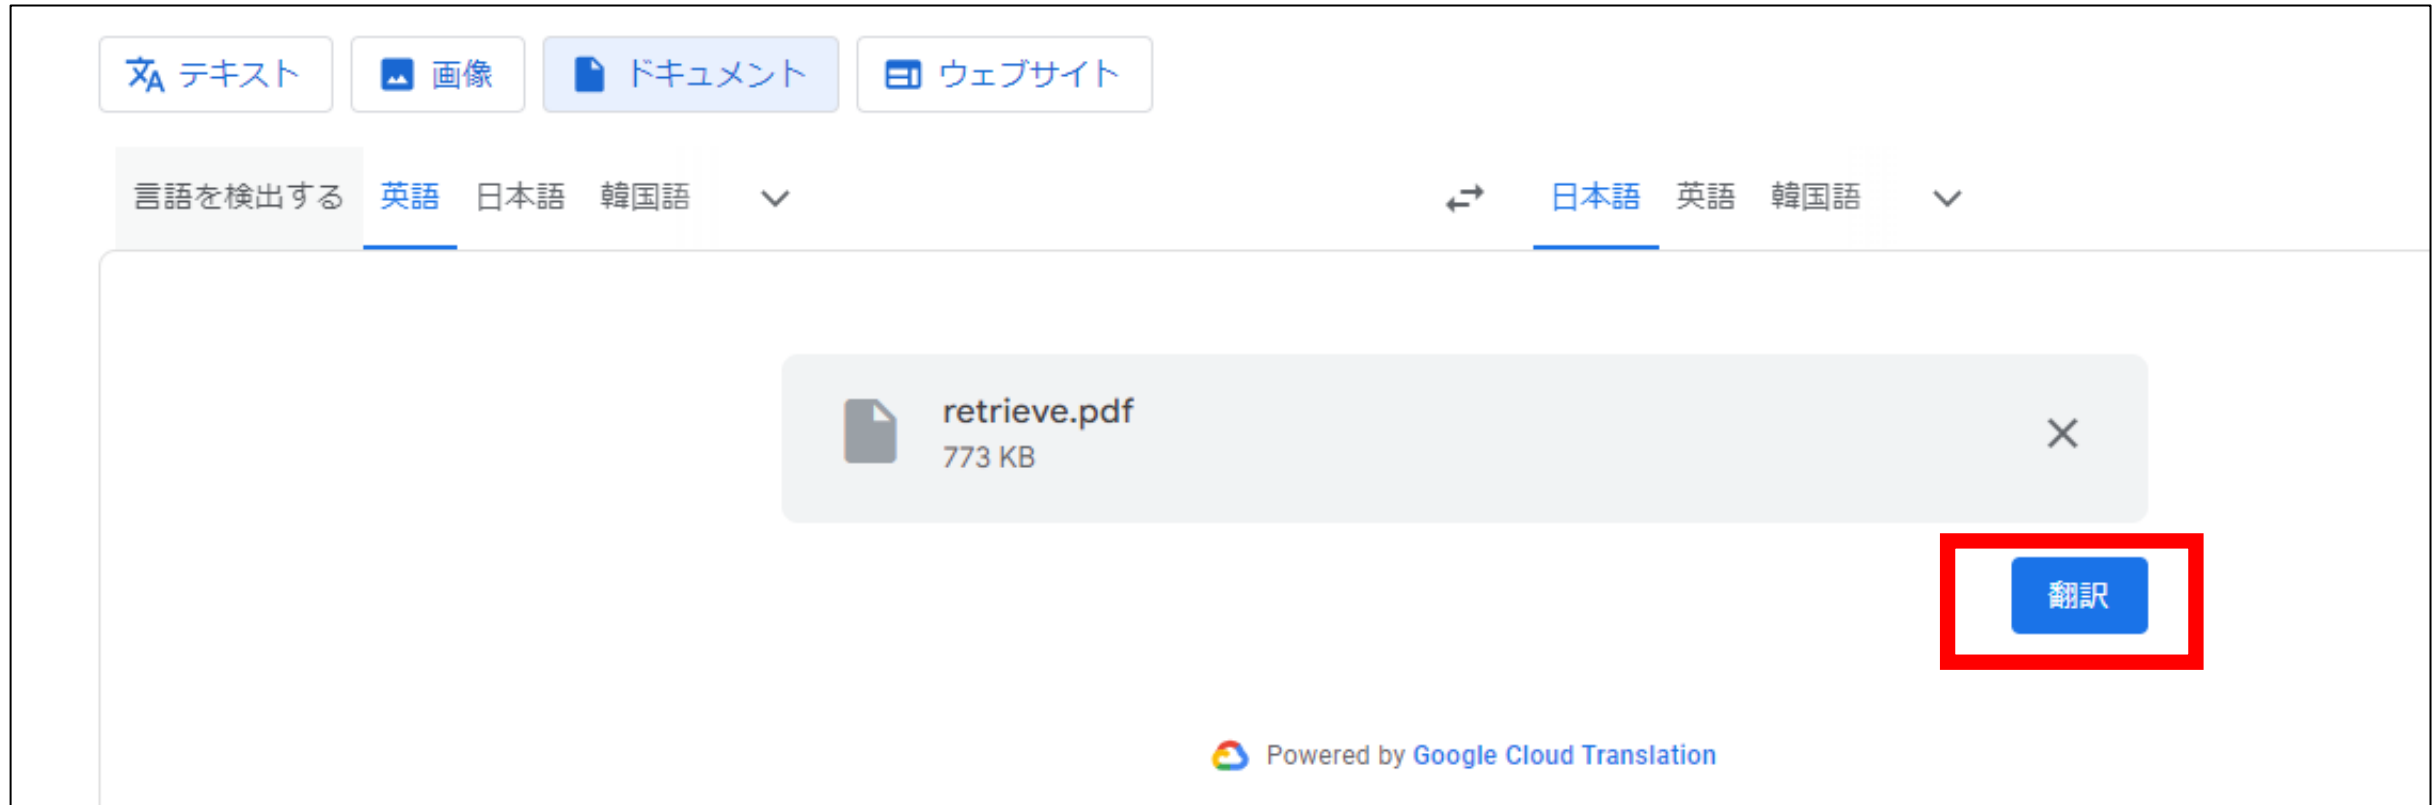 テキスト 画像 ドキュメント ウェブサイト
言語を検出する 英語 日本語 韓国語 日本語 英語 韓国語
retrieve.pdf
773 KB
翻訳
Powered by Google Cloud Translation